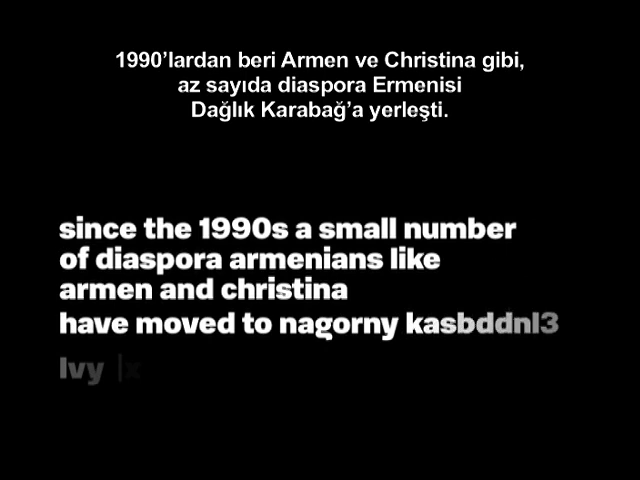 1990’lardan beri Armen ve Christina gibi,
az sayıda diaspora Ermenisi
Dağlık Karabağ’a yerleşti.
since the 1990s a small number
of diaspora armenians like
armen and christina
have moved to nagorny kasbddnl3
lvy